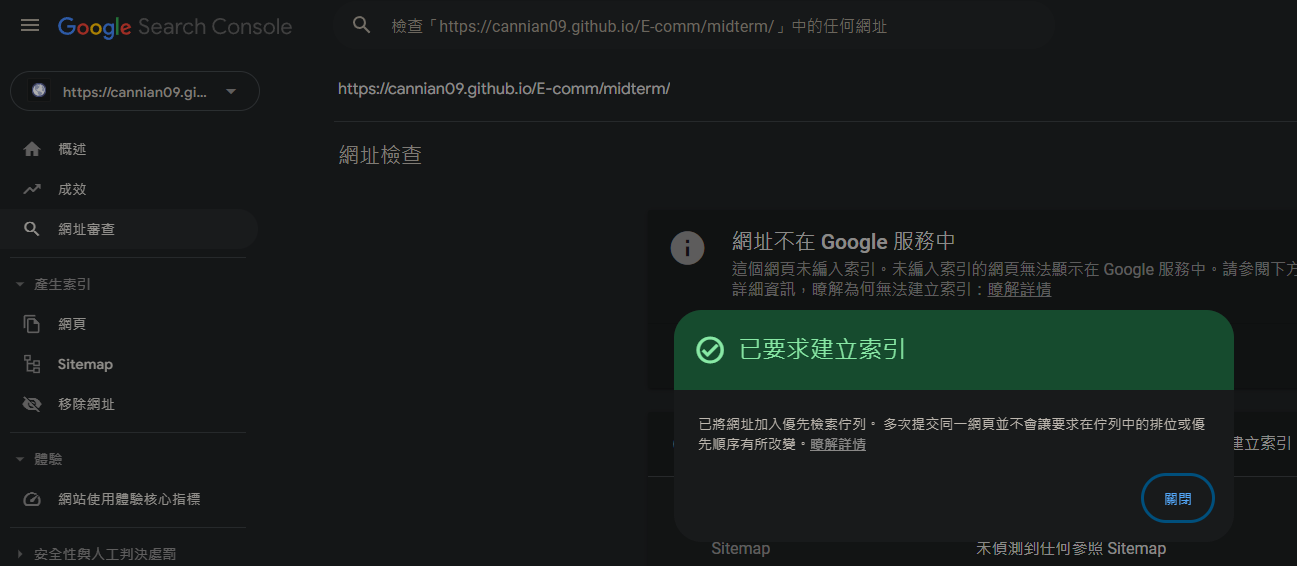 Google Search Console
檢查「https://cannian09.github.io/E-comm/midterm/」中的任何網址
https://cannian09.gi...
https://cannian09.github.io/E-comm/midterm/
網址檢查
概述
成效
網址審查
產生索引
網頁
Sitemap
移除網址
體驗
網站使用體驗核心指標
安全性與人工判決處罰
網址不在 Google 服務中
這個網頁未編入索引。未編入索引的網頁無法顯示在 Google 服務中。請參閱下方
詳細資訊，瞭解為何無法建立索引：瞭解詳情
已要求建立索引
已將網址加入優先檢索佇列。 多次提交同一網頁並不會讓要求在佇列中的排位或優
先順序有所改變。瞭解詳情
關閉
建立索引
Sitemap
未偵測到任何參照 Sitemap